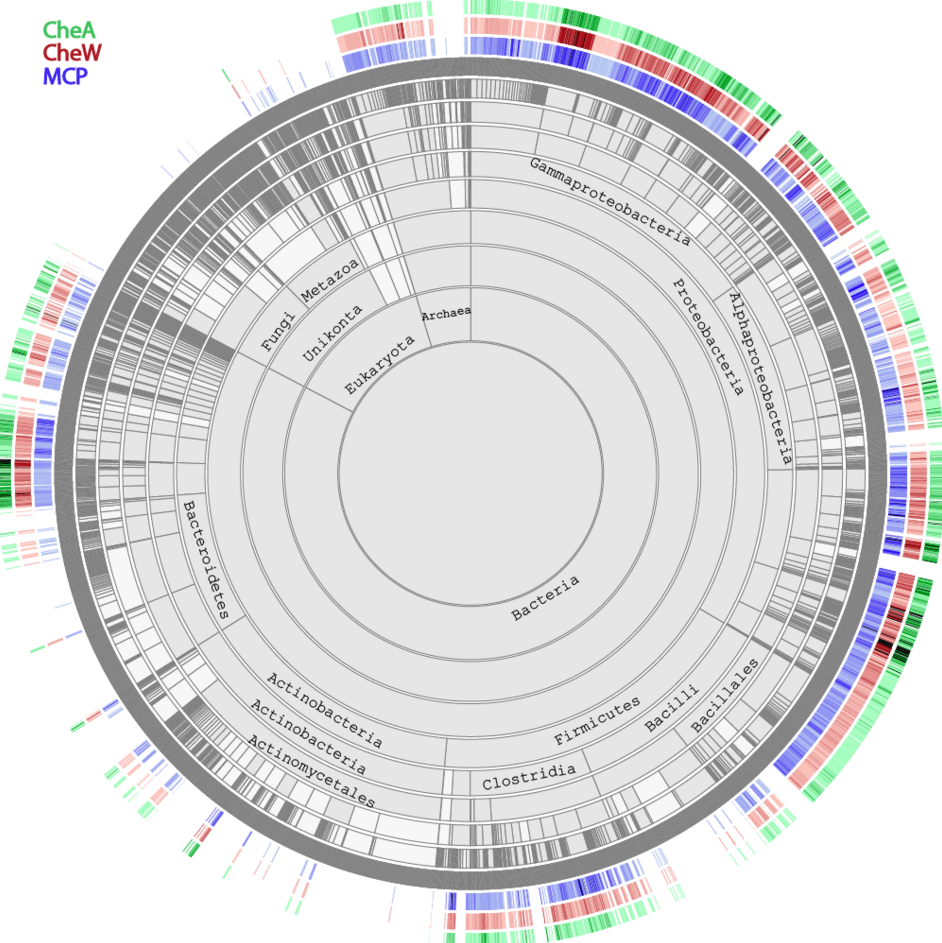 CheA
CheW
MCP
Gammaproteobacteria
Proteobacteria
Alphaproteobacteria
Metazoa
Fungi
Unikonta
Eukaryota
Archaea
Bacteria
Bacteroidetes
Actinobacteria
Actinobacteria
Actinomycetales
Firmicutes
Bacilli
Bacillales
Clostridia